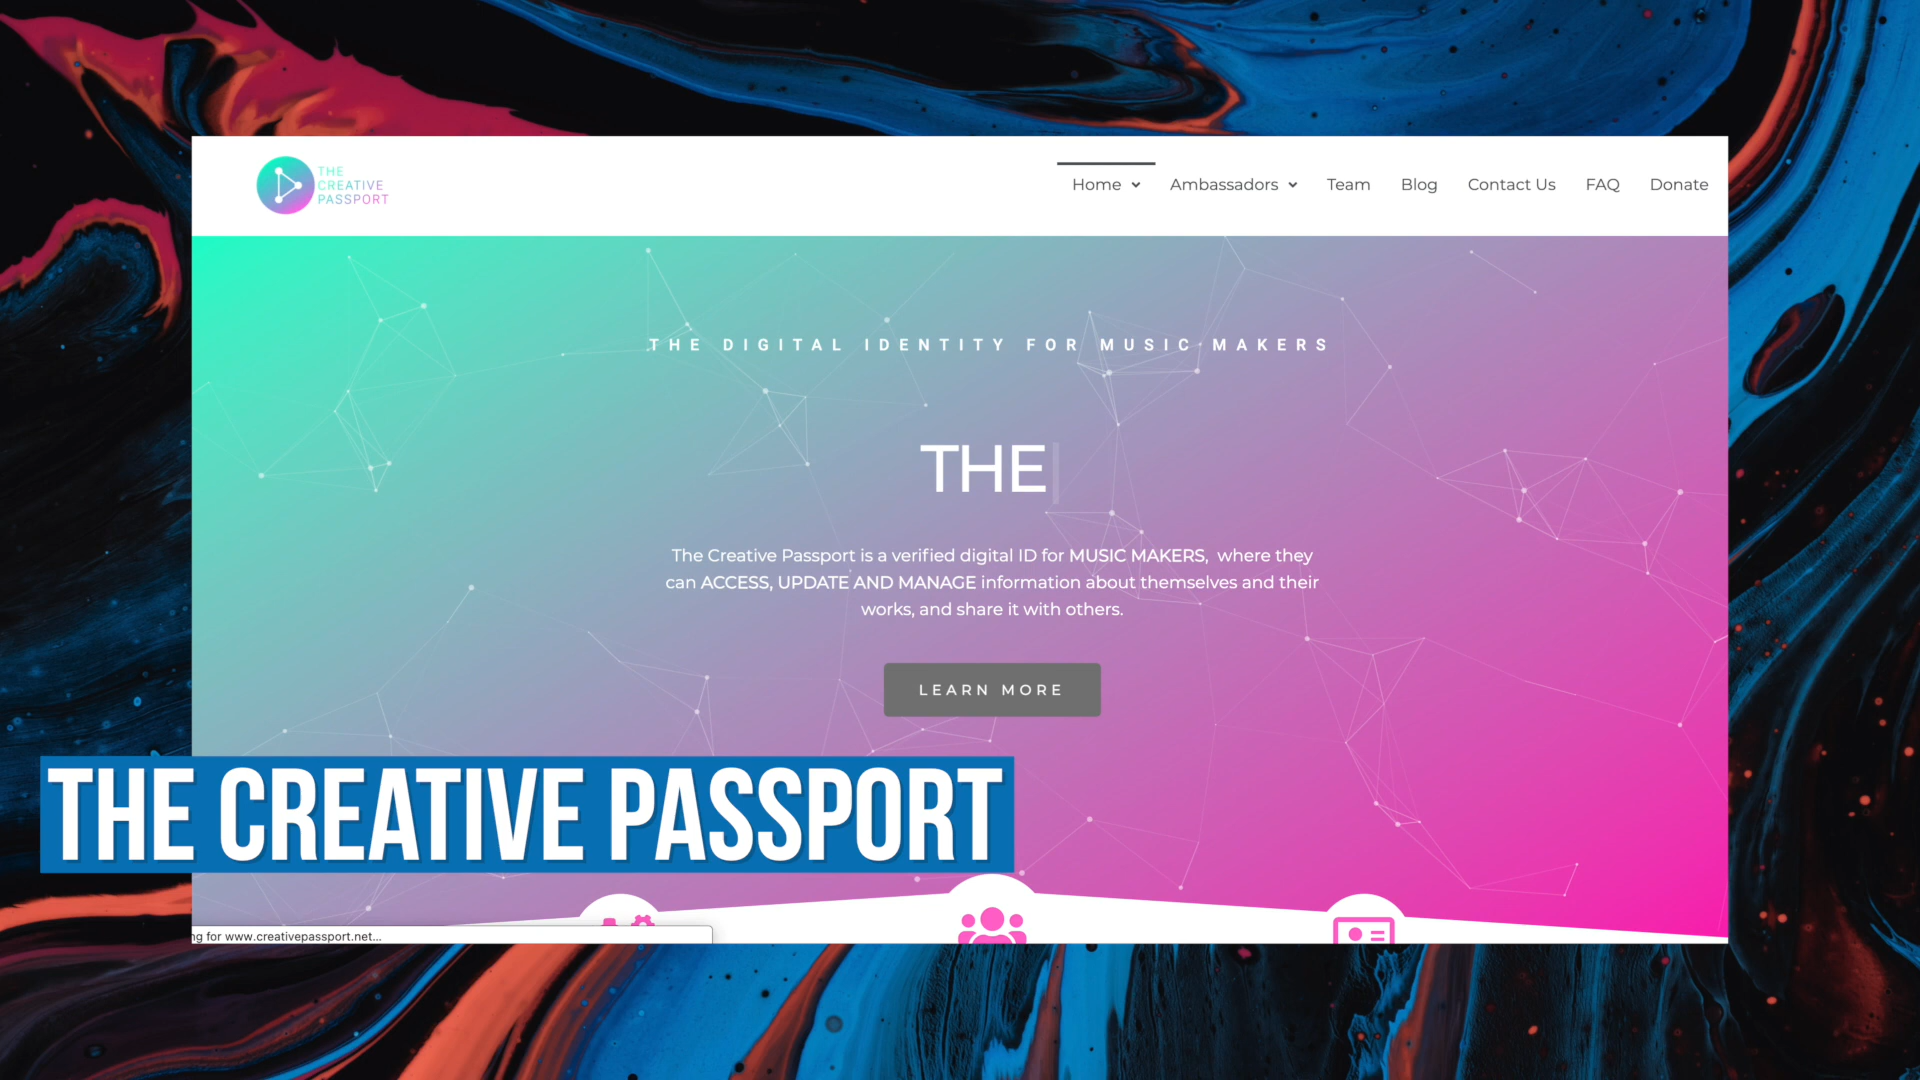 THE
CREATIVE
PASSPORT
Home
Ambassadors
Team
Blog
Contact Us
FAQ
Donate
THE DIGITAL IDENTITY FOR MUSIC MAKERS
THE
The Creative Passport is a verified digital ID for MUSIC MAKERS, where they
can ACCESS, UPDATE AND MANAGE information about themselves and their
works, and share it with others.
LEARN MORE
THE CREATIVE PASSPORT
ng for www.creativepassport.net...